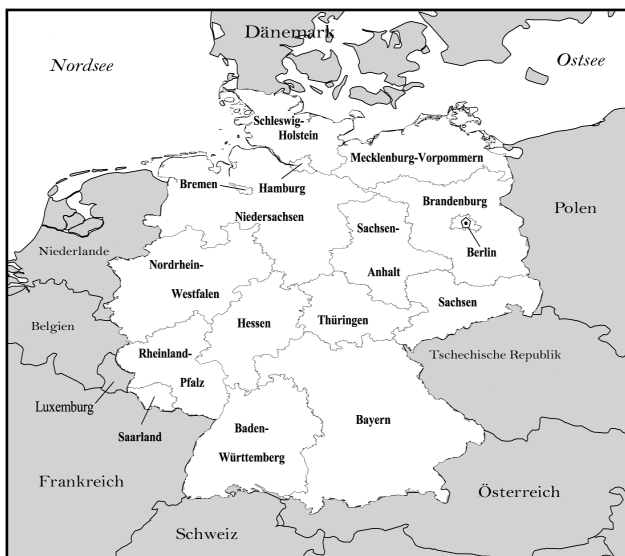 Dänemark
Nordsee
Ostsee
Schleswig-
Holstein
Mecklenburg-Vorpommern
Hamburg
Bremen
Brandenburg
Polen
Niedersachsen
Sachsen-
Anhalt
Berlin
Niederlande
Nordrhein-
Westfalen
Sachsen
Thüringen
Hessen
Belgien
Rheinland-
Pfalz
Tschechische Republik
Luxemburg
Saarland
Baden-
Württemberg
Bayern
Frankreich
Österreich
Schweiz